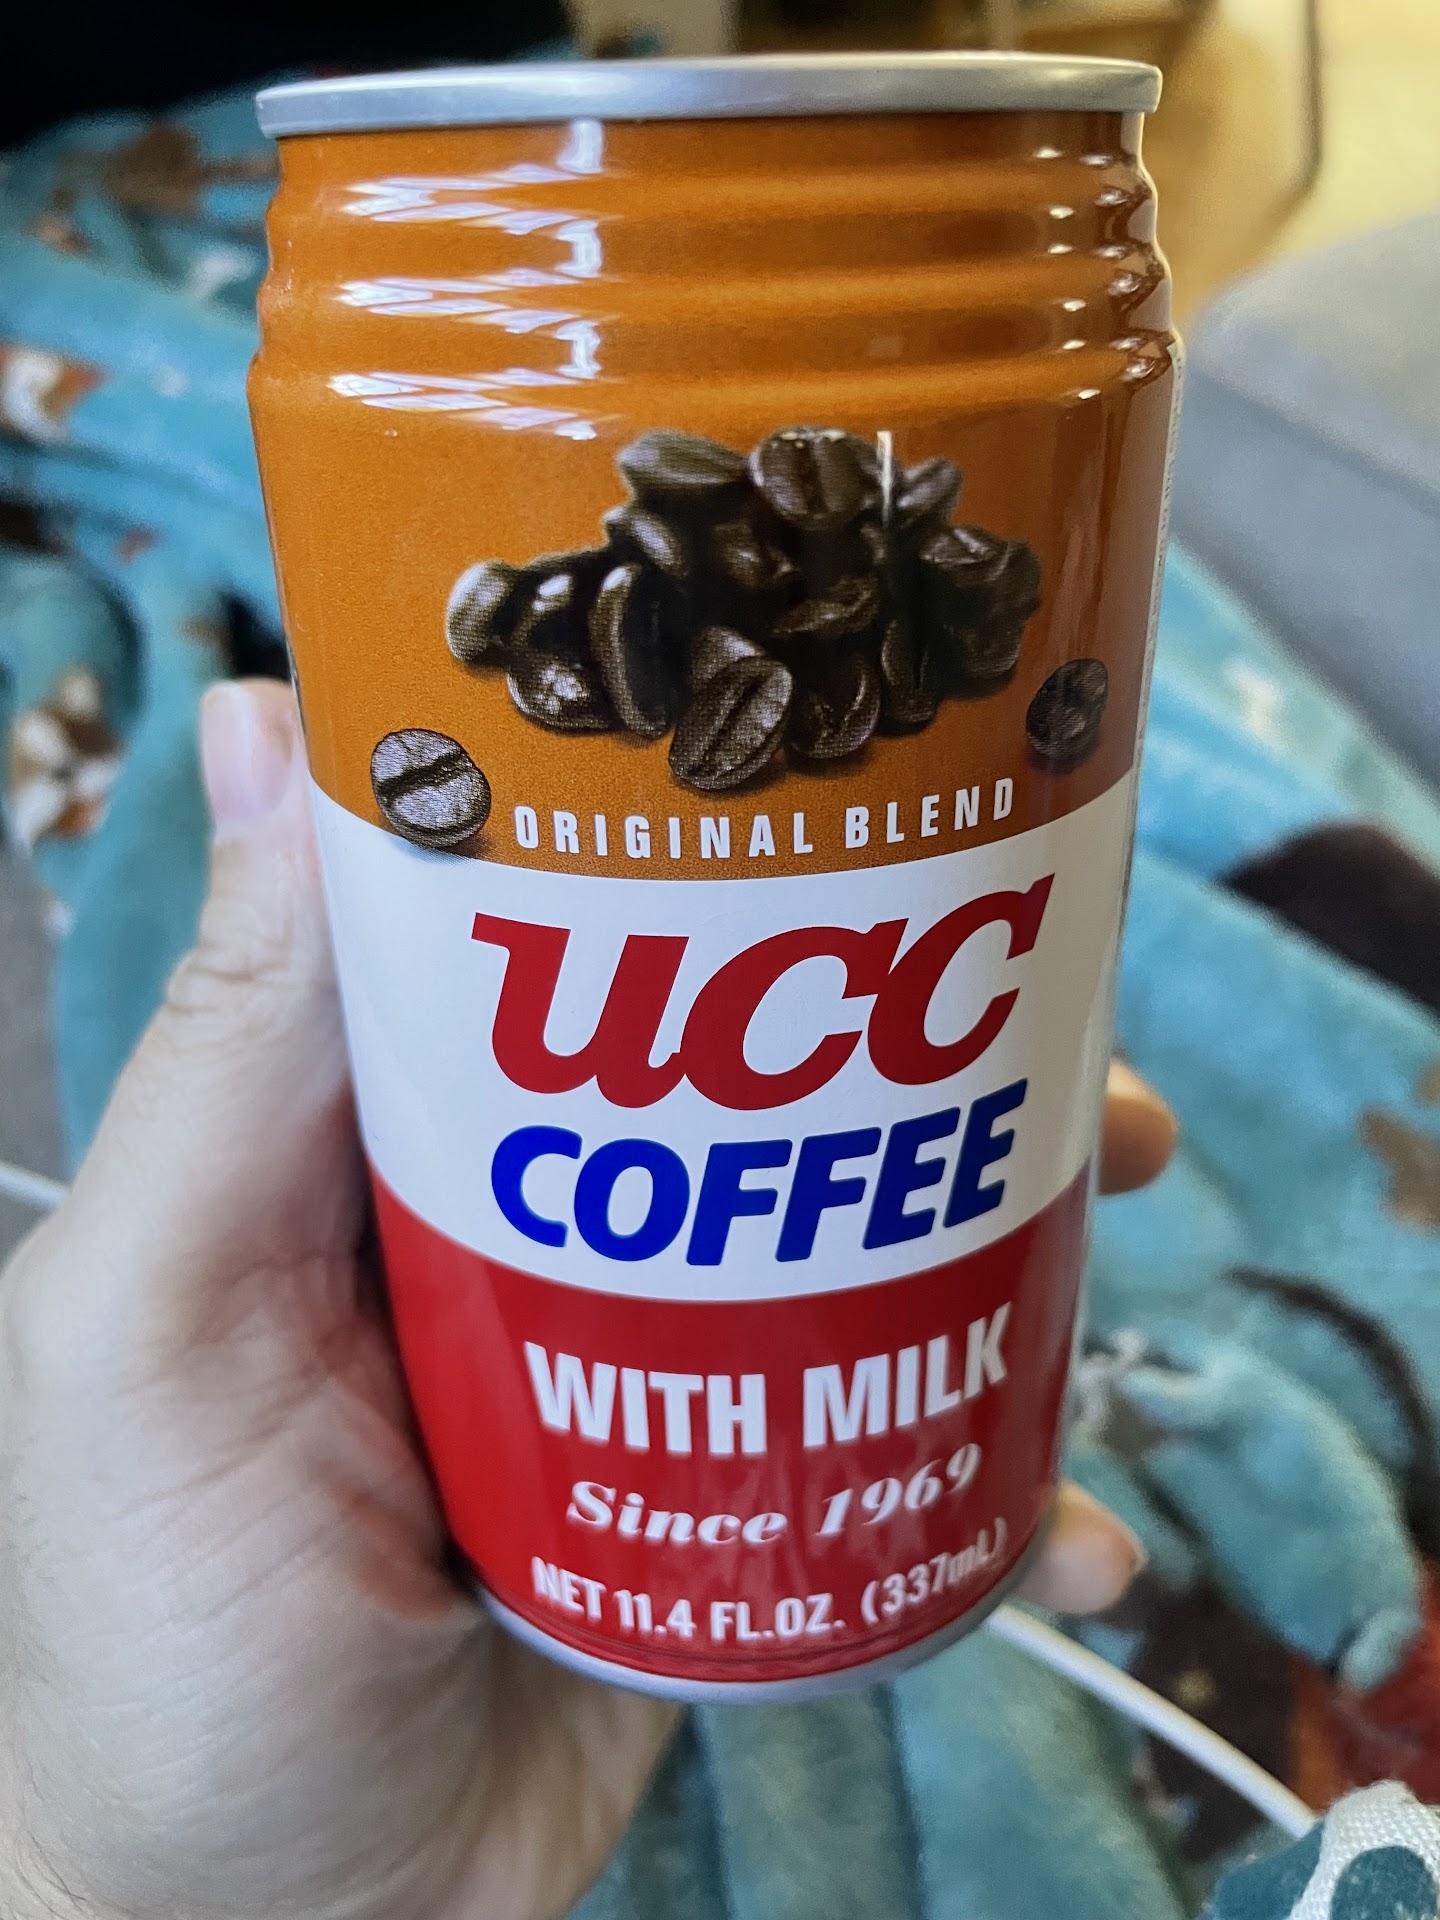 ORIGINAL BLEND
UCC
COFFEE
WITH MILK
Since 1969
NET 11.4 FL.OZ. (337mL)